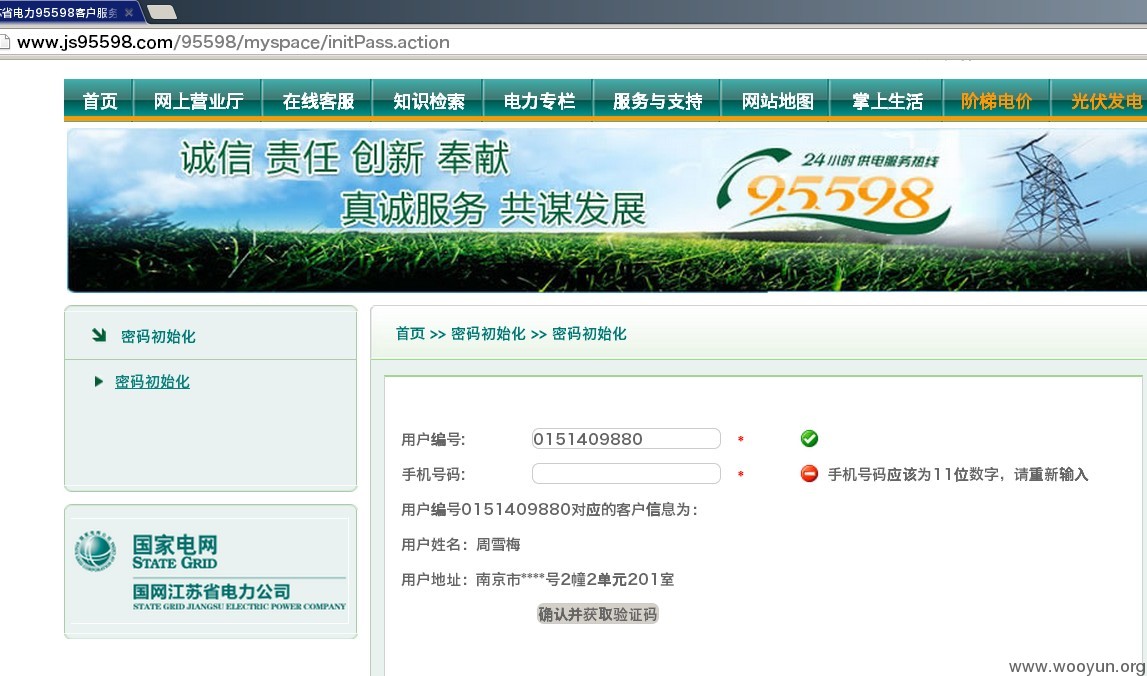 省电力95598客户服务
www.js95598.com/95598/myspace/initPass.action
首页 网上营业厅 在线客服 知识检索 电力专栏 服务与支持 网站地图 掌上生活 阶梯电价 光伏发电
诚信 责任 创新 奉献
真诚服务 共谋发展
24小时供电服务热线
95598
密码初始化
密码初始化
国家电网
STATE GRID
国网江苏省电力公司
STATE GRID JIANGSU ELECTRIC POWER COMPANY
首页 >> 密码初始化 >> 密码初始化
用户编号: 0151409880 *
手机号码: * 手机号码应该为11位数字，请重新输入
用户编号0151409880对应的客户信息为：
用户姓名：周雪梅
用户地址：南京市****号2幢2单元201室
确认并获取验证码
www.wooyun.org